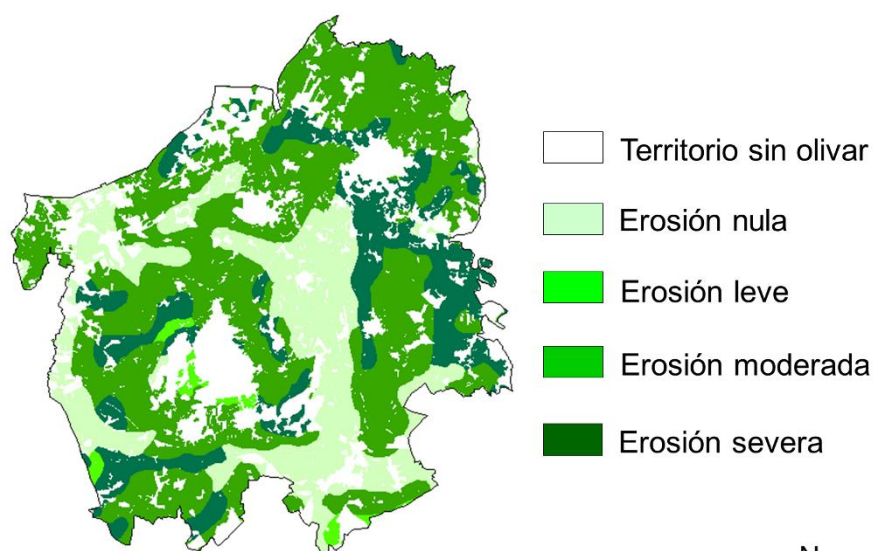 Territorio sin olivar
Erosión nula
Erosión leve
Erosión moderada
Erosión severa
N